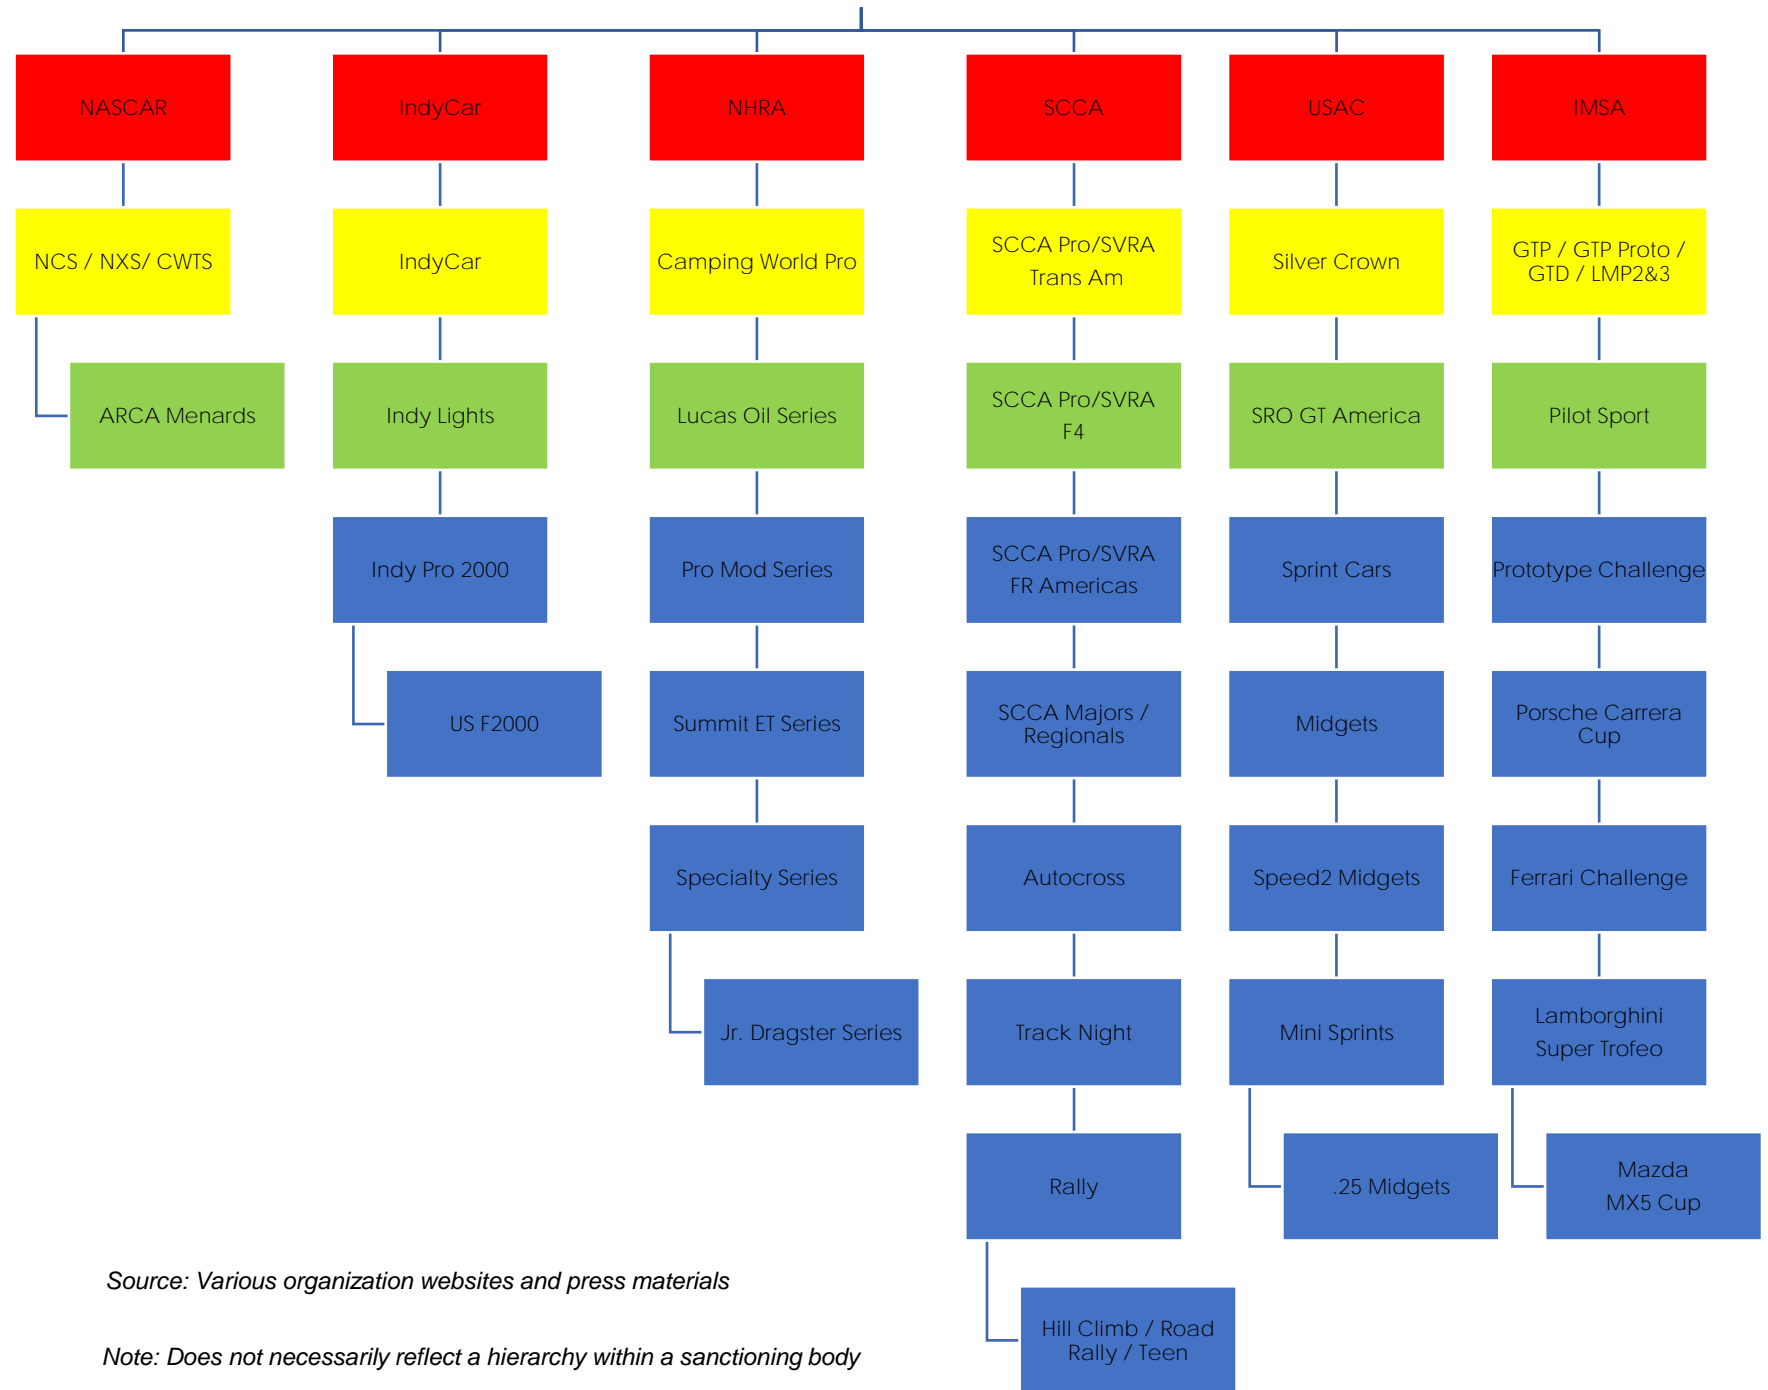 NASCAR
IndyCar
NHRA
SCCA
USAC
IMSA
NCS / NXS/ CWTS
IndyCar
Camping World Pro
SCCA Pro/SVRA
Trans Am
Silver Crown
GTP / GTP Proto /
GTD / LMP2&3
ARCA Menards
Indy Lights
Lucas Oil Series
SCCA Pro/SVRA
F4
SRO GT America
Pilot Sport
Indy Pro 2000
Pro Mod Series
SCCA Pro/SVRA
FR Americas
Sprint Cars
Prototype Challenge
US F2000
Summit ET Series
SCCA Majors /
Regionals
Midgets
Porsche Carrera
Cup
Specialty Series
Autocross
Speed2 Midgets
Ferrari Challenge
Jr. Dragster Series
Track Night
Mini Sprints
Lamborghini
Super Trofeo
Rally
.25 Midgets
Mazda
MX5 Cup
Hill Climb / Road
Rally / Teen
Source: Various organization websites and press materials
Note: Does not necessarily reflect a hierarchy within a sanctioning body